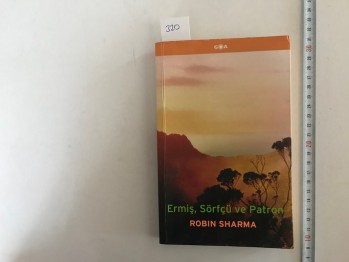 320
Ermiş, Sörfçü ve Patron
ROBIN SHARMA